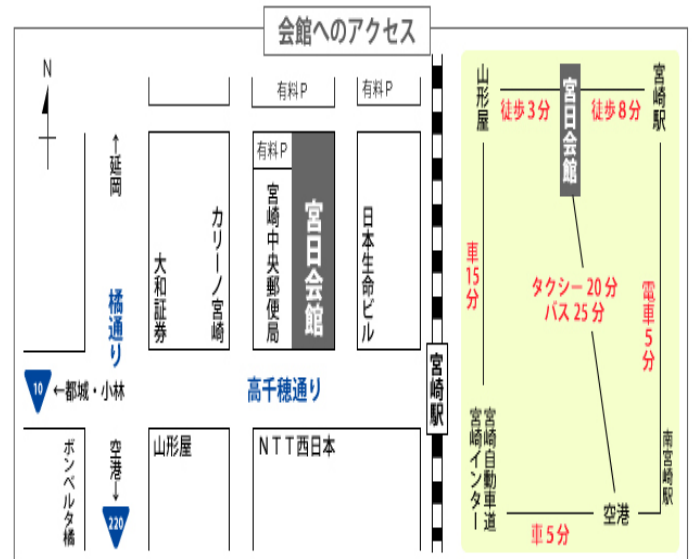 会館へのアクセス
N
有料P
有料P
有料P
↑延岡
橘通り
10
←都城・小林
大和証券
カリーノ宮崎
宮崎中央郵便局
宮日会館
日本生命ビル
高千穂通り
宮崎駅
ボンベルタ橘
空港↓
220
山形屋
NTT西日本
山形屋
徒歩3分
宮日会館
徒歩8分
宮崎駅
車15分
タクシー20分
バス25分
電車5分
宮崎自動車道
宮崎インター
車5分
空港
南宮崎駅